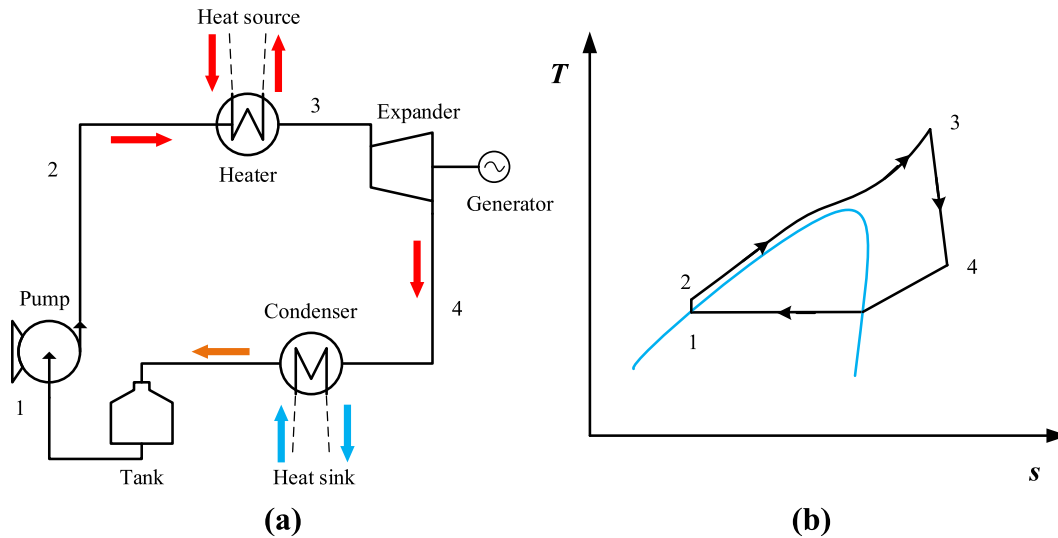 Heat source
3
Expander
2
Heater
Generator
Pump
Condenser
4
1
Tank
Heat sink
(a)
T
3
2
4
1
s
(b)